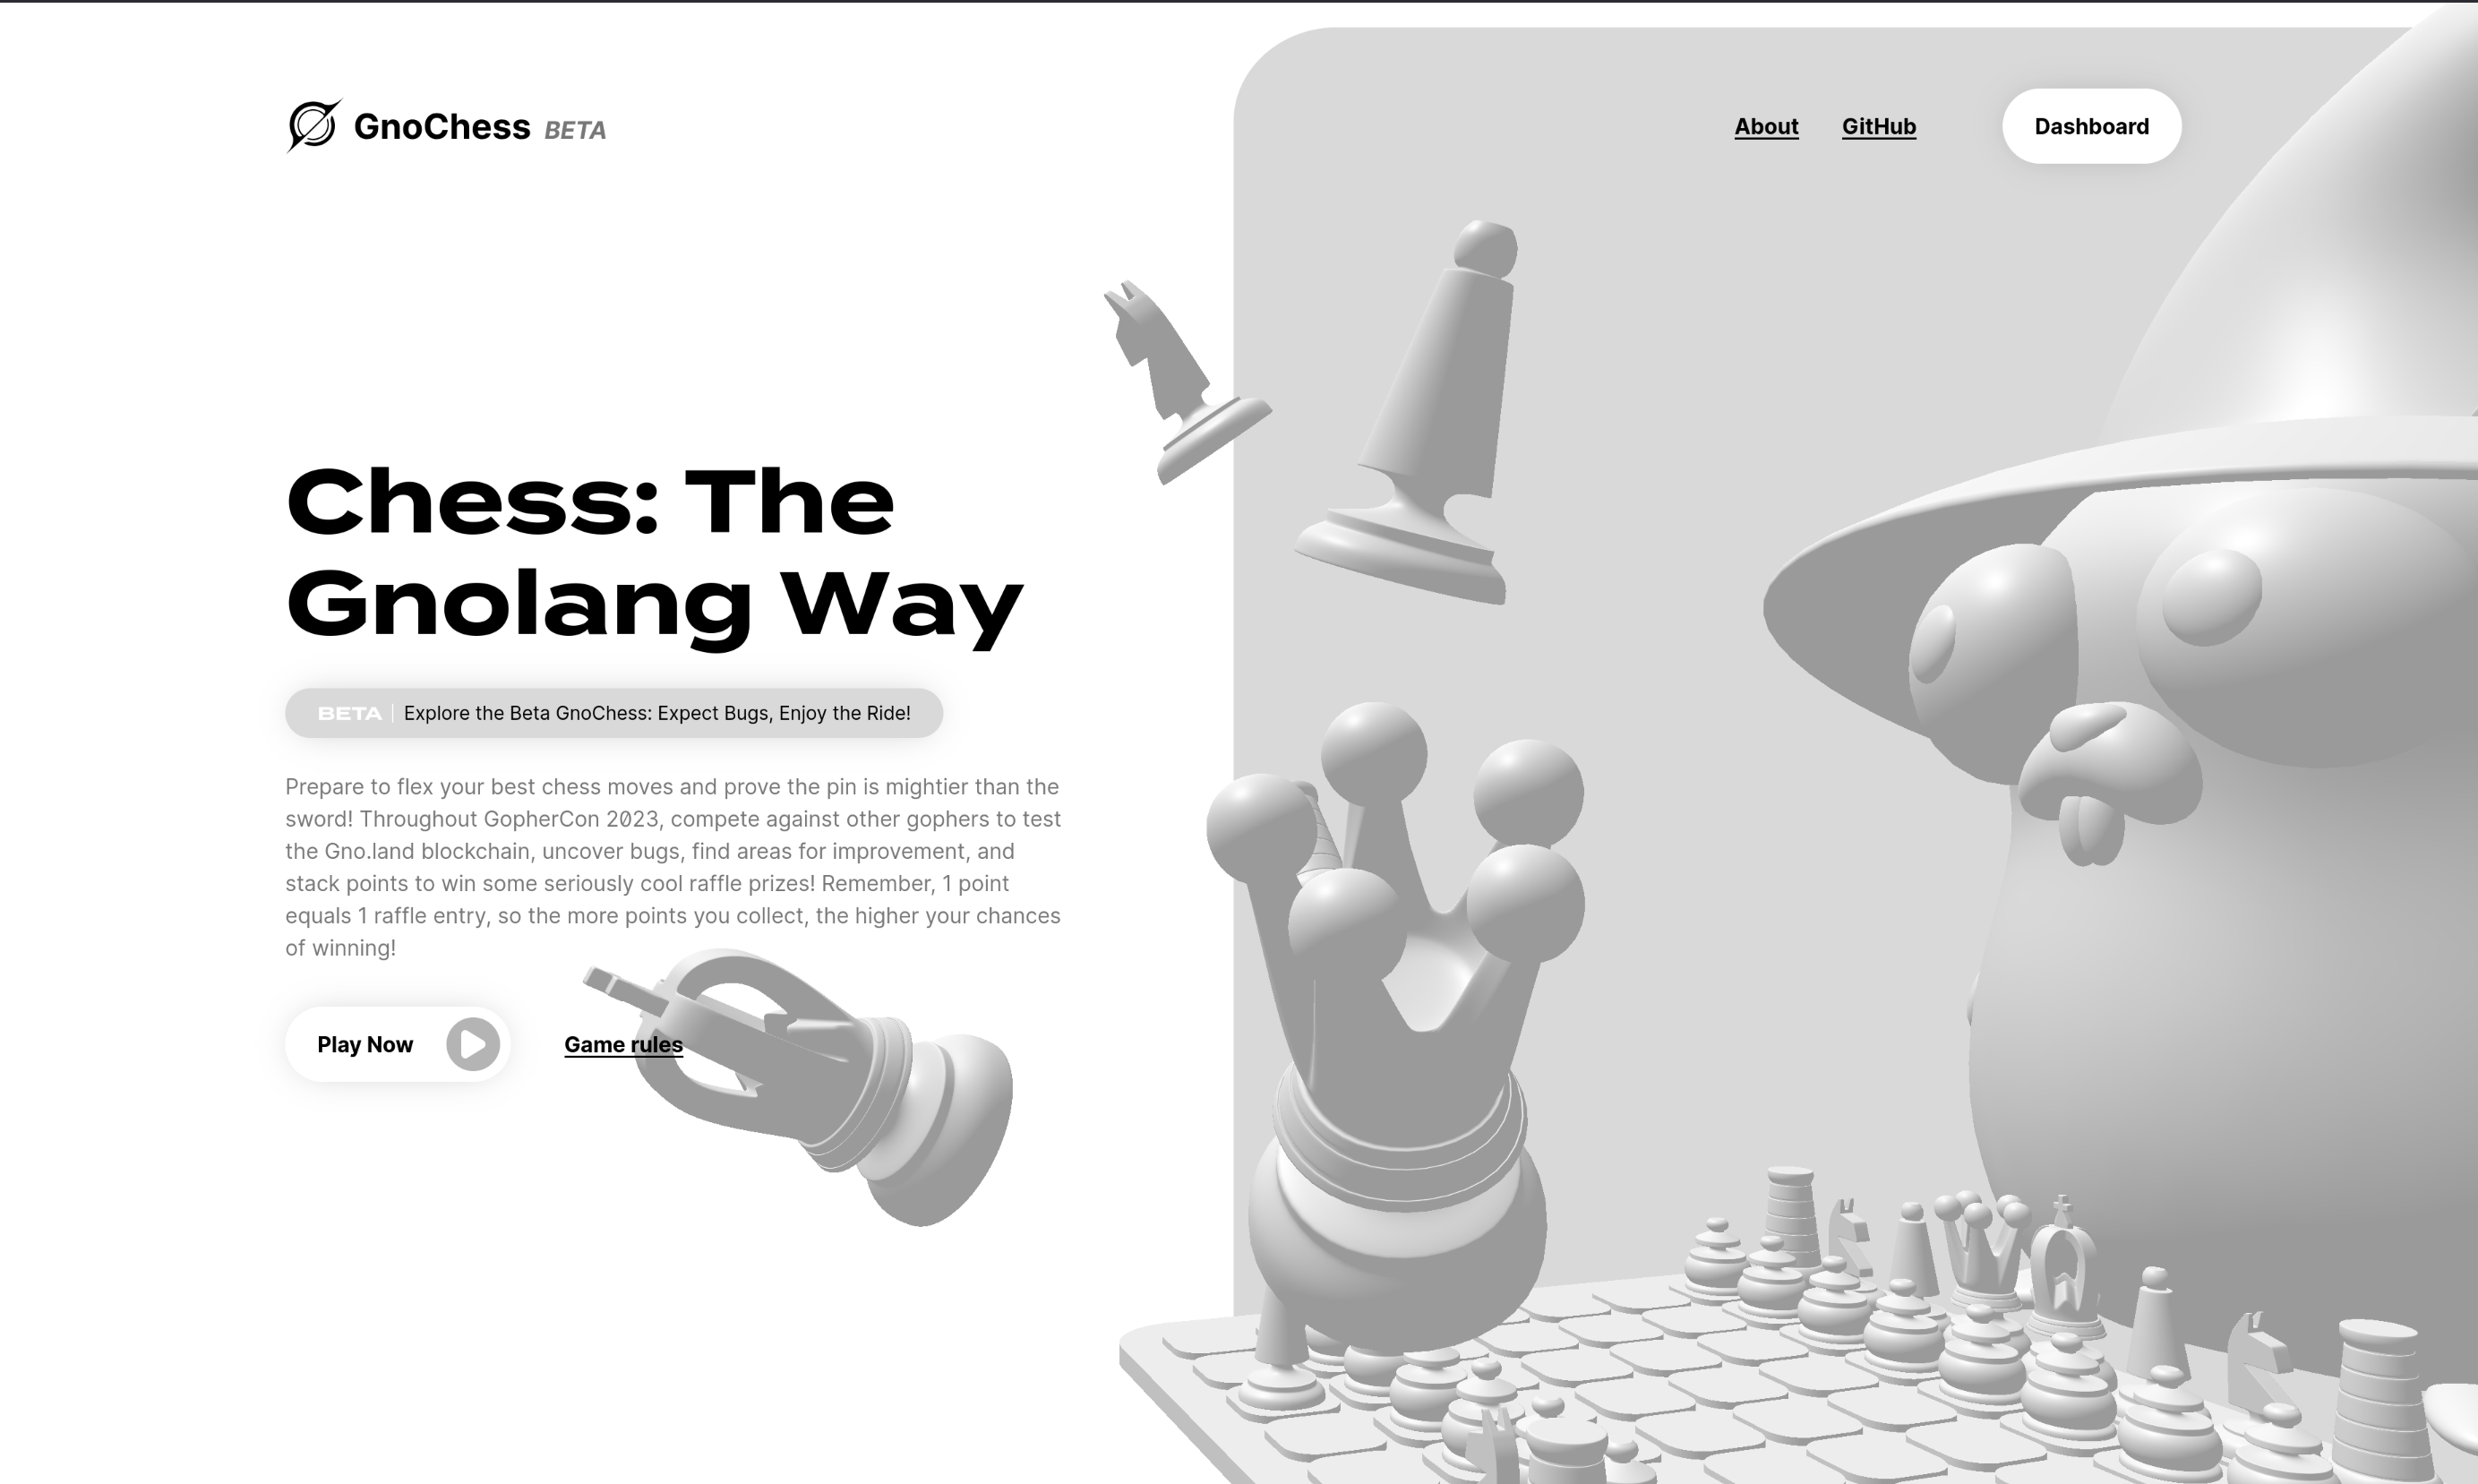 GnoChess BETA
About GitHub Dashboard
Chess: The
Gnolang Way
BETA Explore the Beta GnoChess: Expect Bugs, Enjoy the Ride!
Prepare to flex your best chess moves and prove the pin is mightier than the
sword! Throughout GopherCon 2023, compete against other gophers to test
the Gno.land blockchain, uncover bugs, find areas for improvement, and
stack points to win some seriously cool raffle prizes! Remember, 1 point
equals 1 raffle entry, so the more points you collect, the higher your chances
of winning!
Play Now Game rules